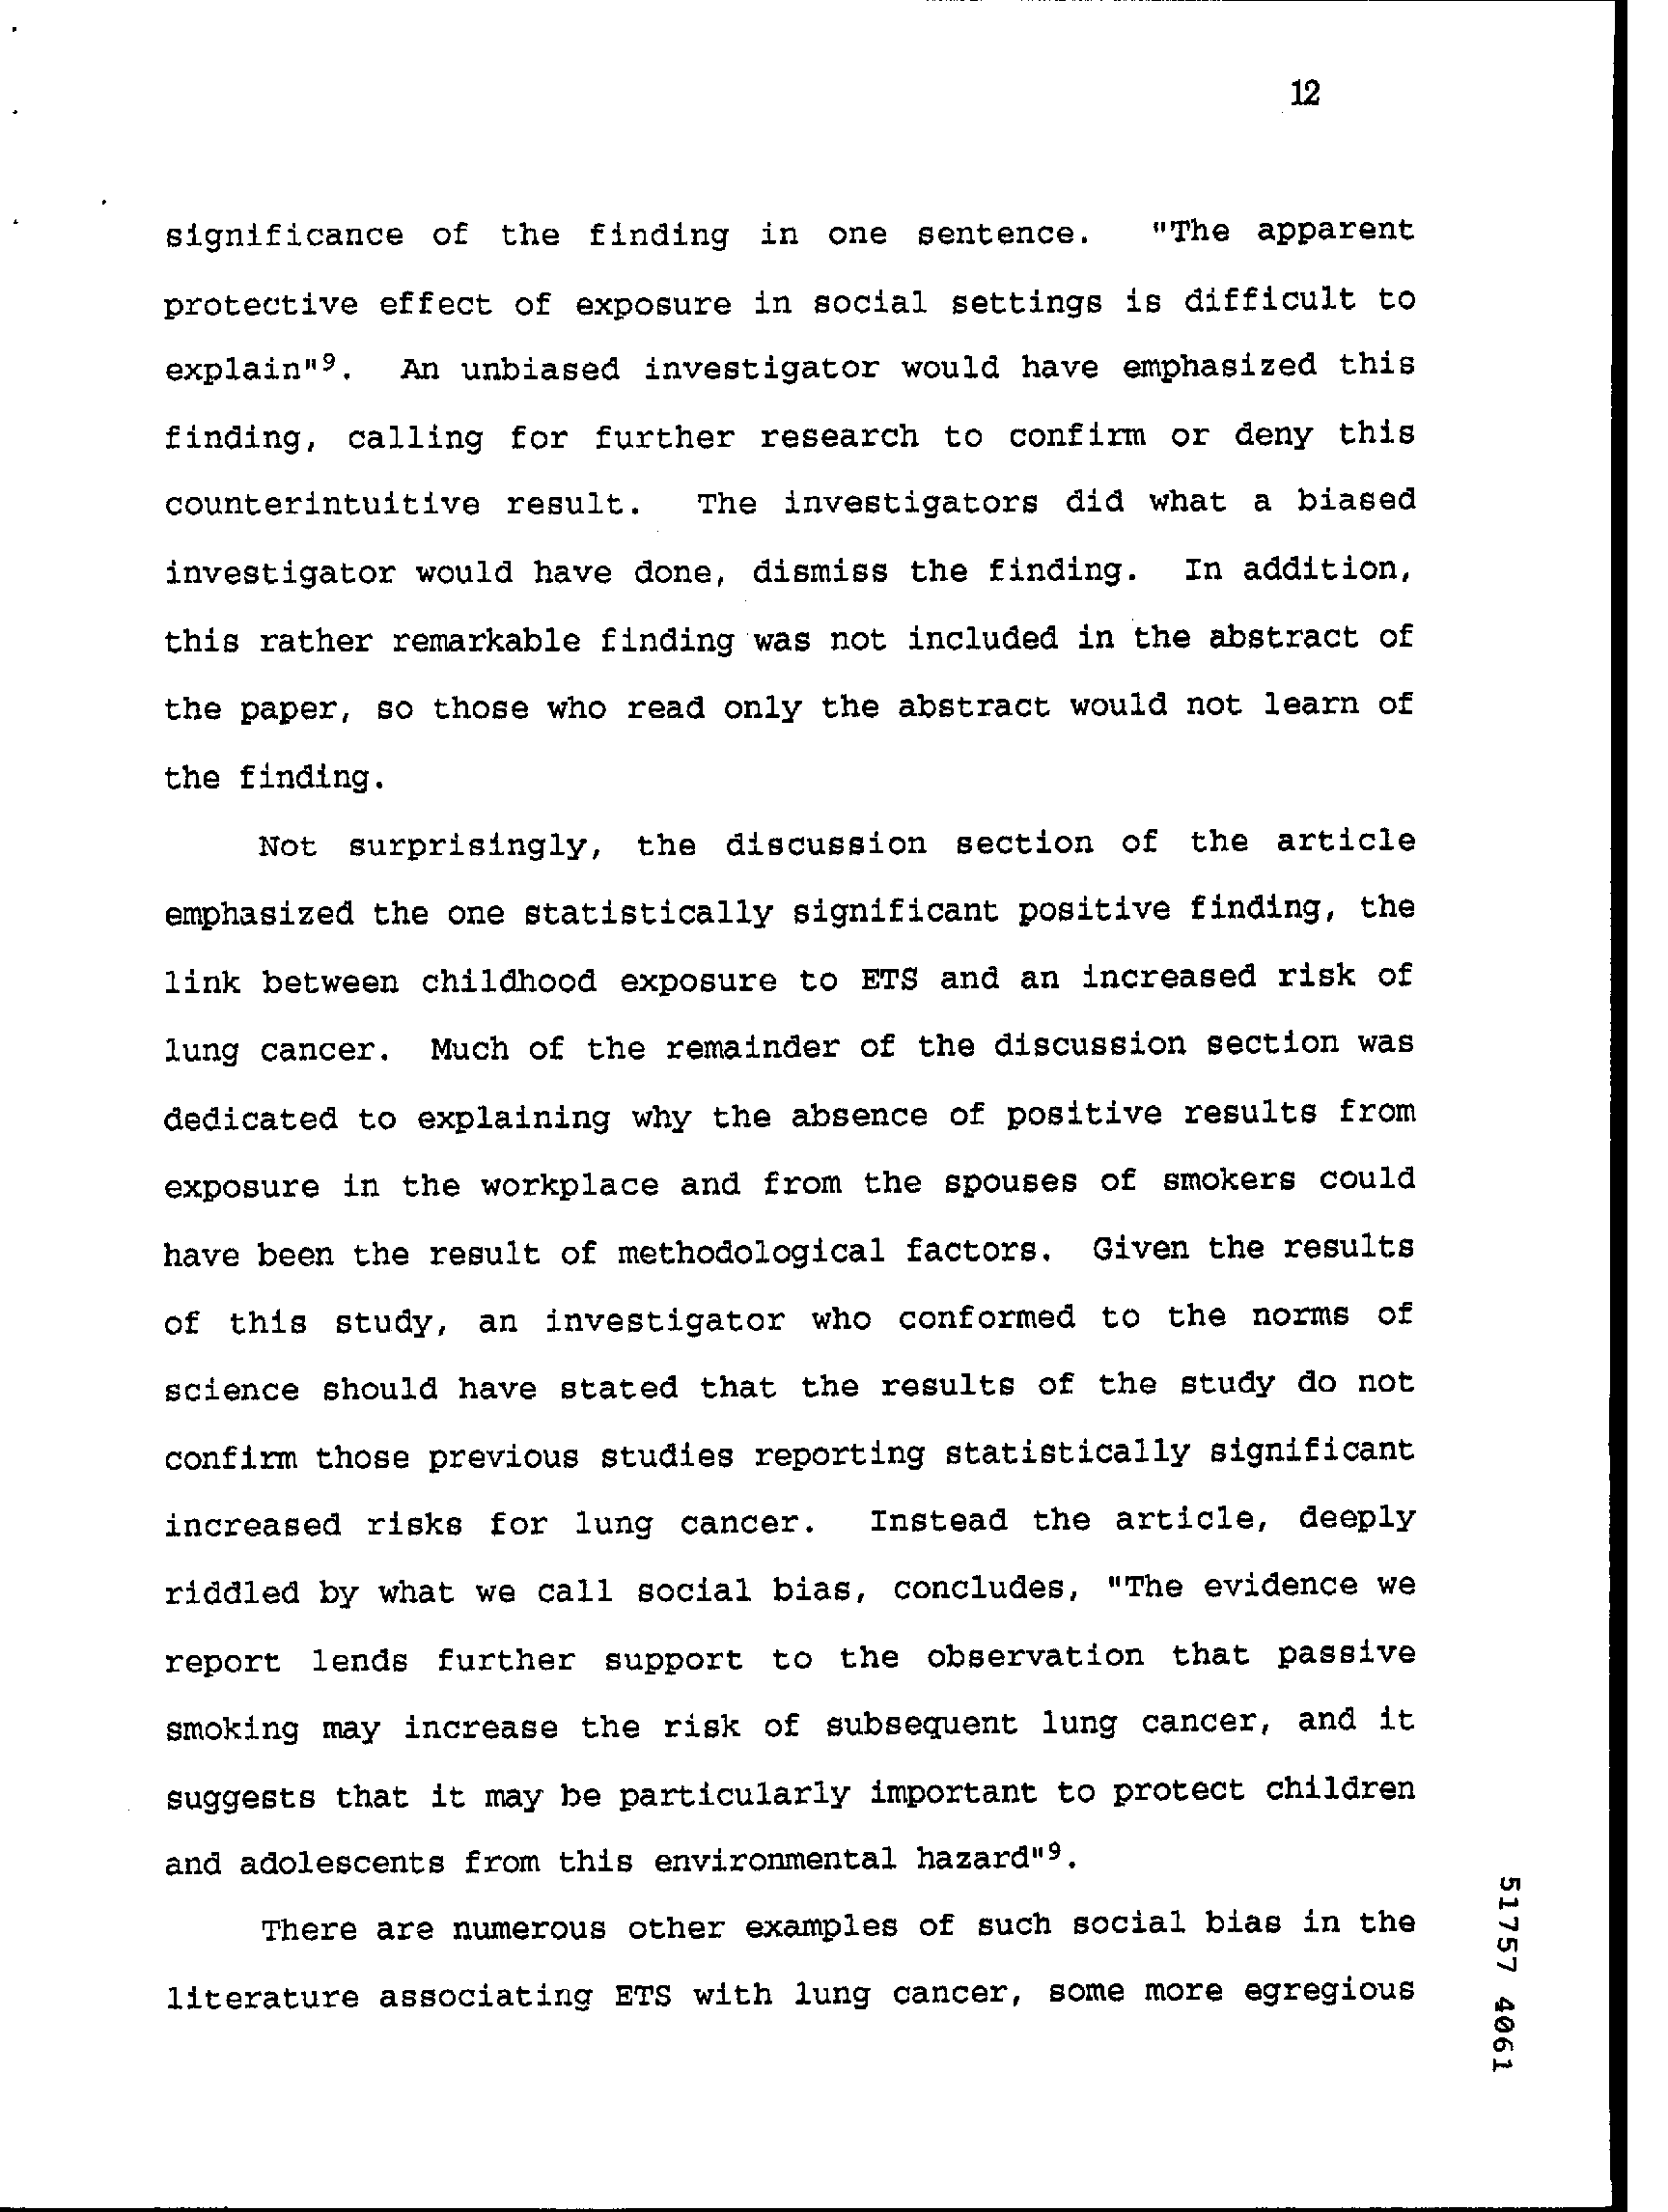 12
significance of the finding in one sentence. "The apparent
protective effect of exposure in social settings is difficult to
explain"9. An unbiased investigator would have emphasized this
finding, calling for further research to confirm or deny this
counterintuitive result. The investigators did what a biased
investigator would have done, dismiss the finding. In addition,
this rather remarkable finding was not included in the abstract of
the paper, so those who read only the abstract would not learn of
the finding.
Not surprisingly, the discussion section of the article
emphasized the one statistically significant positive finding, the
link between childhood exposure to ETS and an increased risk of
lung cancer. Much of the remainder of the discussion section was
dedicated to explaining why the absence of positive results from
exposure in the workplace and from the spouses of smokers could
have been the result of methodological factors. Given the results
of this study, an investigator who conformed to the norms of
science should have stated that the results of the study do not
confirm those previous studies reporting statistically significant
increased risks for lung cancer. Instead the article, deeply
riddled by what we call social bias, concludes, "The evidence we
report lends further support to the observation that passive
smoking may increase the risk of subsequent lung cancer, and it
suggests that it may be particularly important to protect children
and adolescents from this environmental hazard"9.
There are numerous other examples of such social bias in the
literature associating ETS with lung cancer, some more egregious
51757 4061